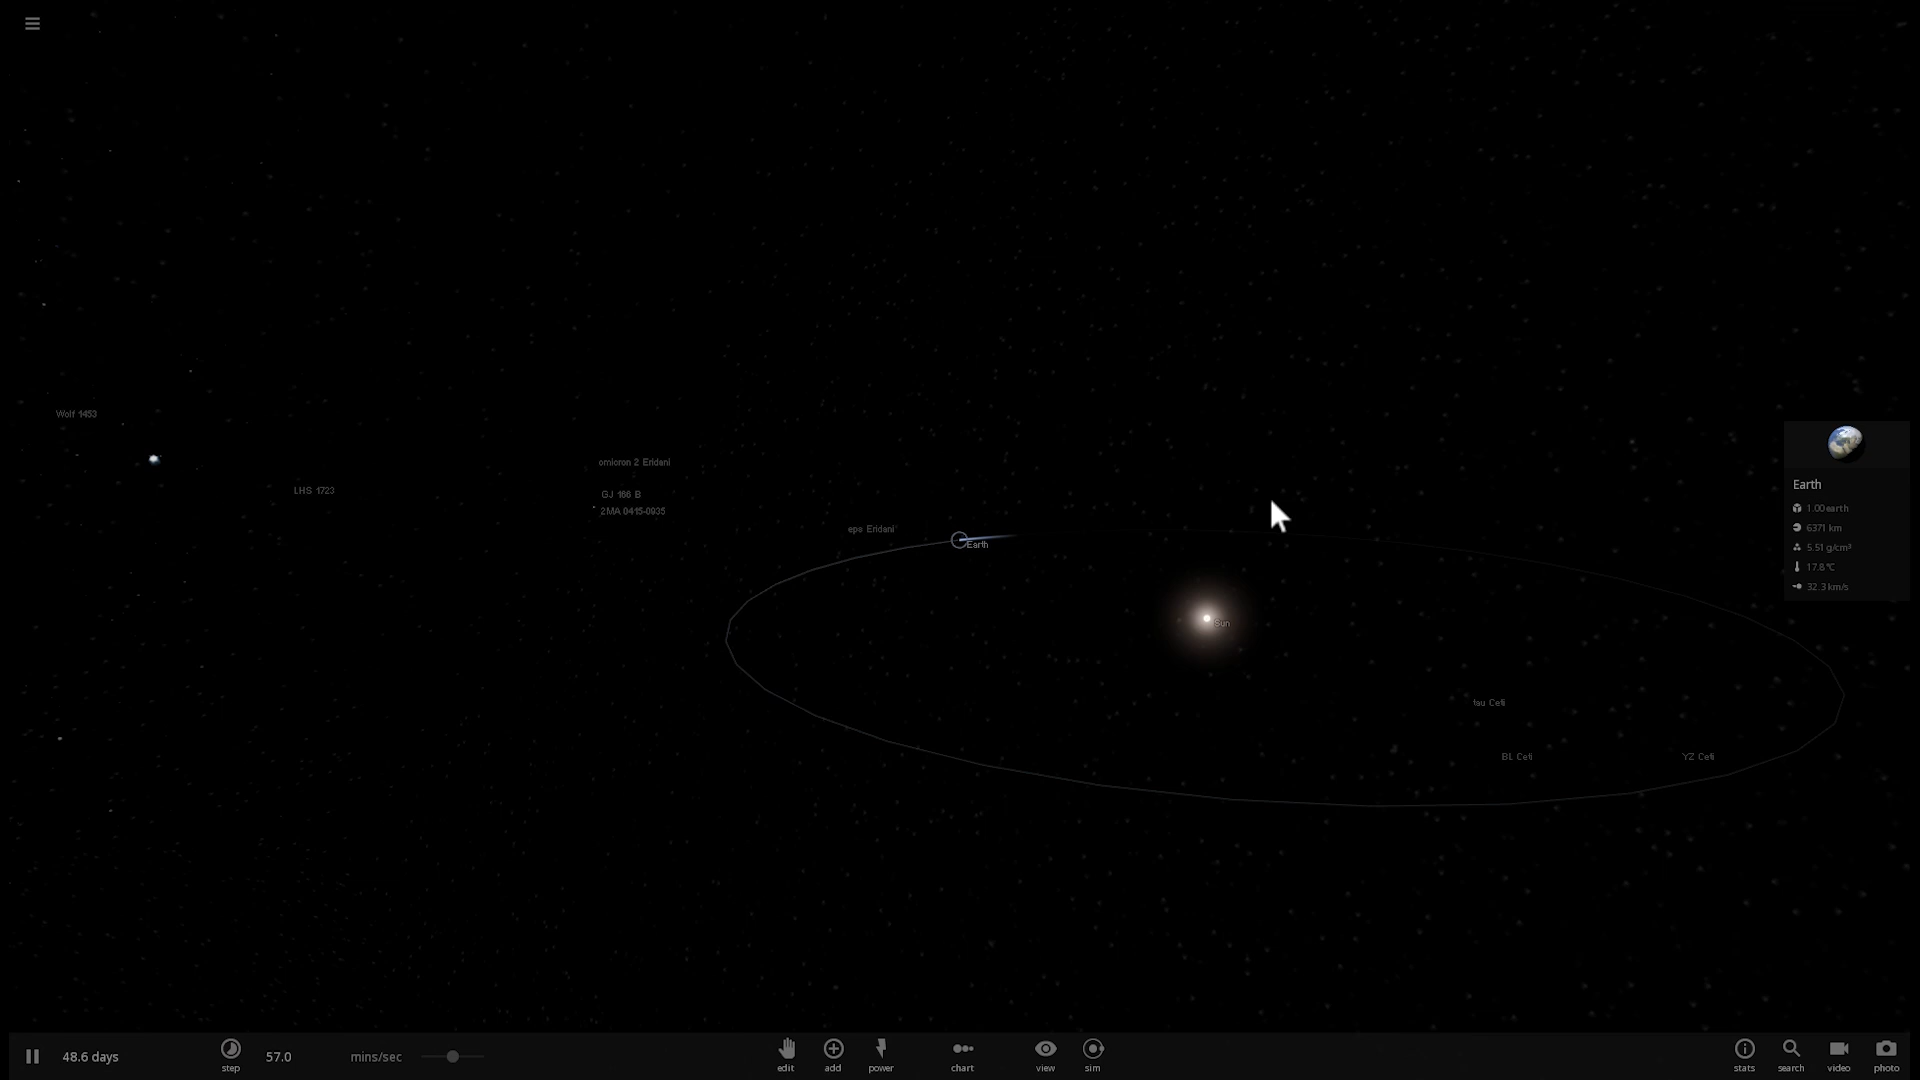 Wolf 1453
omicron 2 Eridani
LHS 1723
GJ 166 B
2MA 0415-0935
eps Eridani
Earth
Sun
tau Ceti
BL Ceti
YZ Ceti
Earth
1.00 earth
6371 km
5.51 g/cm³
17.8 °C
32.3 km/s
48.6 days
step
57.0
mins/sec
edit
add
power
chart
view
sim
stats
search
video
photo